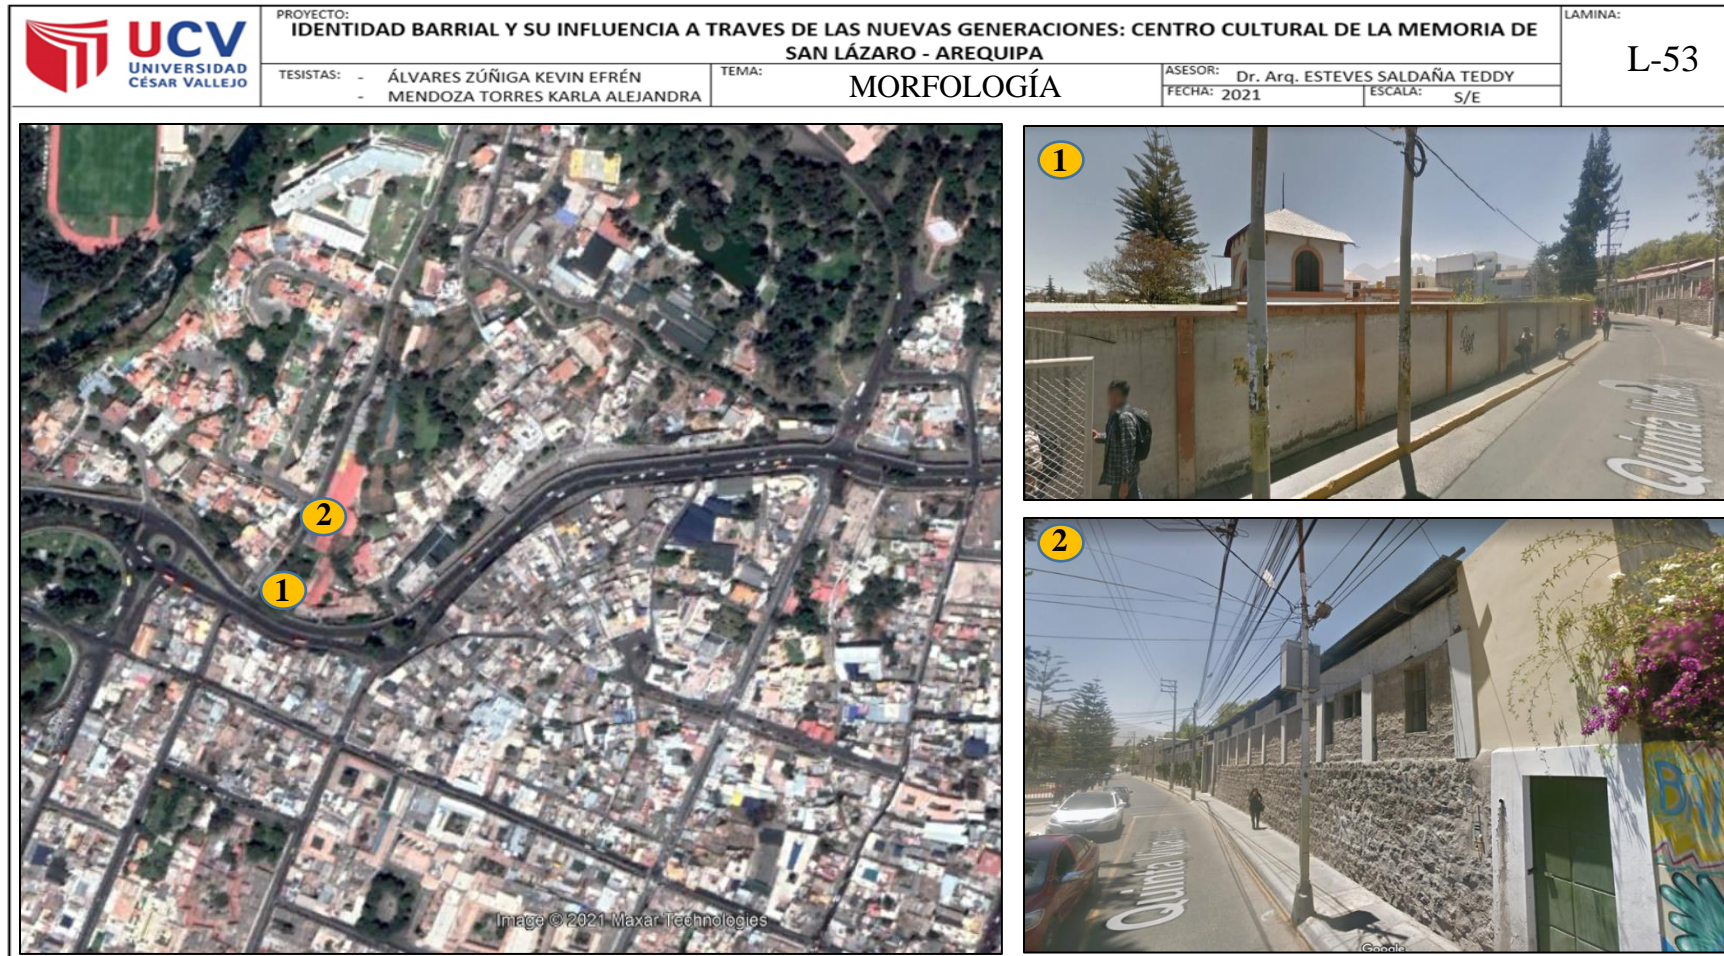 UCV
UNIVERSIDAD
CÉSAR VALLEJO
PROYECTO:
IDENTIDAD BARRIAL Y SU INFLUENCIA A TRAVES DE LAS NUEVAS GENERACIONES: CENTRO CULTURAL DE LA MEMORIA DE
SAN LÁZARO - AREQUIPA
TESISTAS: - ÁLVARES ZÚÑIGA KEVIN EFRÉN
- MENDOZA TORRES KARLA ALEJANDRA
TEMA:
MORFOLOGÍA
ASESOR: Dr. Arq. ESTEVES SALDAÑA TEDDY
FECHA: 2021
ESCALA: S/E
LAMINA:
L-53
2
1
Image © 2021 Maxar Technologies
1
Quinta
2
Quinta
Google